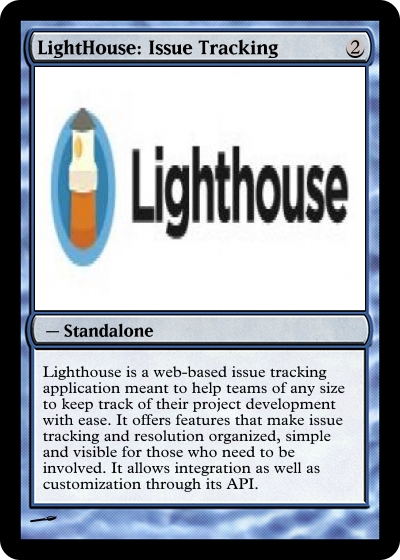 LightHouse: Issue Tracking 2
Lighthouse
— Standalone
Lighthouse is a web-based issue tracking
application meant to help teams of any size
to keep track of their project development
with ease. It offers features that make issue
tracking and resolution organized, simple
and visible for those who need to be
involved. It allows integration as well as
customization through its API.